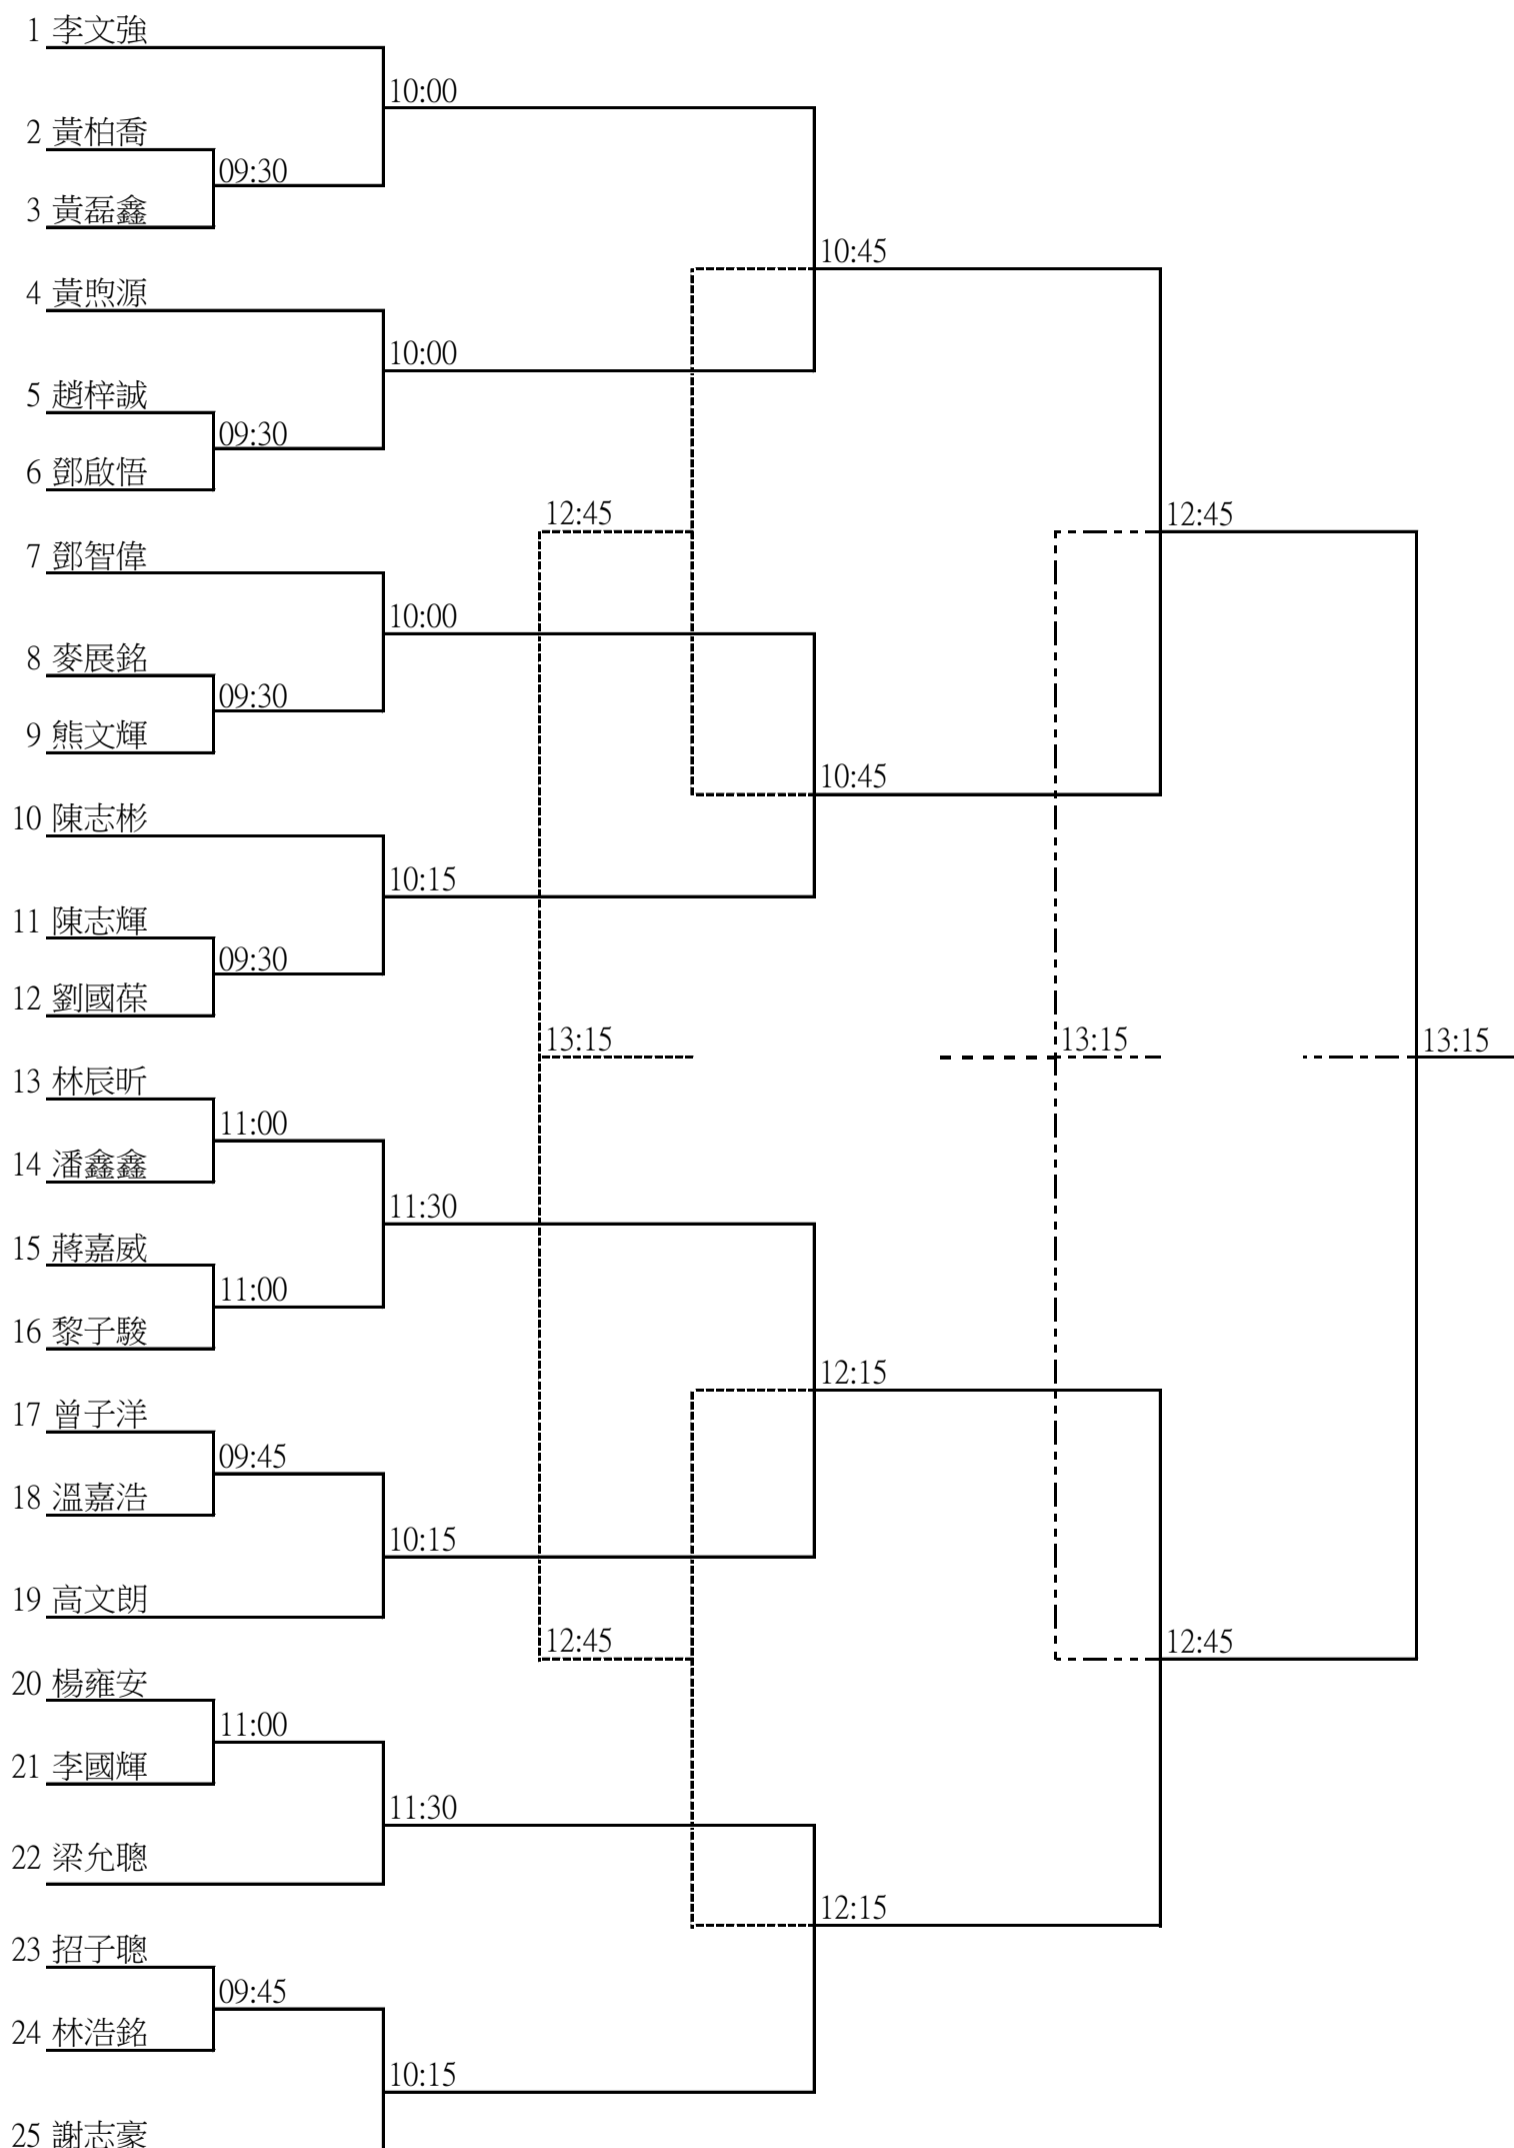 1 李文強
10:00
2 黃柏喬
09:30
3 黃磊鑫
10:45
4 黃煦源
10:00
5 趙梓誠
09:30
6 鄧啟悟
12:45 12:45
7 鄧智偉
10:00
8 麥展銘
09:30
9 熊文輝
10:45
10 陳志彬
10:15
11 陳志輝
09:30
12 劉國葆
13:15 13:15 13:15
13 林辰昕
11:00
14 潘鑫鑫
11:30
15 蔣嘉威
11:00
16 黎子駿
12:15
17 曾子洋
09:45
18 溫嘉浩
10:15
19 高文朗
12:45 12:45
20 楊雍安
11:00
21 李國輝
11:30
22 梁允聰
12:15
23 招子聰
09:45
24 林浩銘
10:15
25 謝志豪